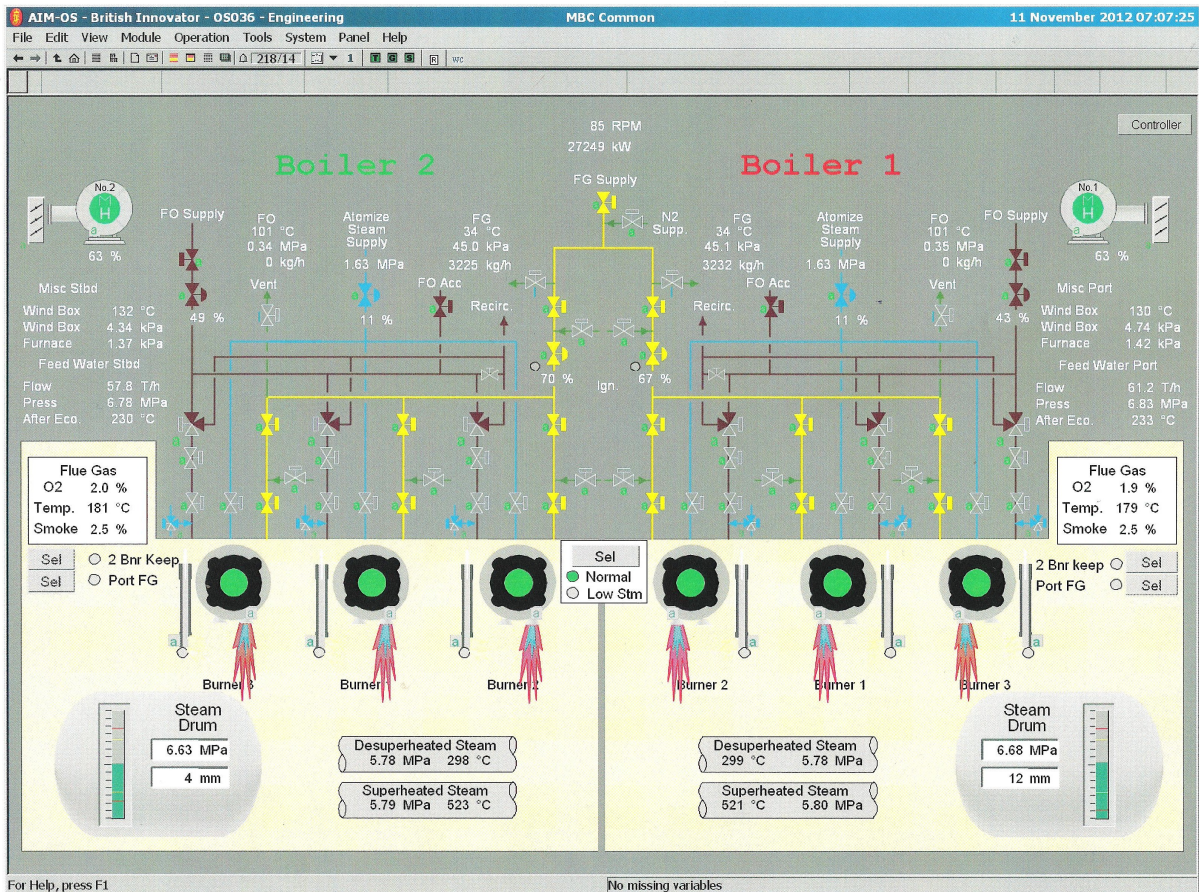 AIM-OS - British Innovator - OS036 - Engineering
MBC Common
11 November 2012 07:07:25
File Edit View Module Operation Tools System Panel Help
218/14 1 T G S R WC
Controller
85 RPM
27249 kW
Boiler 2
Boiler 1
FG Supply
N2
Supp.
No.2
M
H
a
63 %
FO Supply
FO
101 °C
0.34 MPa
0 kg/h
Vent
Atomize
Steam
Supply
1.63 MPa
FG
34 °C
45.0 kPa
3225 kg/h
FO Acc
Recirc.
49 %
11 %
70 %
Ign.
67 %
FG
34 °C
45.1 kPa
3232 kg/h
FO Acc
Recirc.
Atomize
Steam
Supply
1.63 MPa
11 %
FO
101 °C
0.35 MPa
0 kg/h
Vent
FO Supply
43 %
No.1
M
H
a
63 %
Misc Stbd
Wind Box 132 °C
Wind Box 4.34 kPa
Furnace 1.37 kPa
Feed Water Stbd
Flow 57.8 T/h
Press 6.78 MPa
After Eco. 230 °C
Misc Port
Wind Box 130 °C
Wind Box 4.74 kPa
Furnace 1.42 kPa
Feed Water Port
Flow 61.2 T/h
Press 6.83 MPa
After Eco. 233 °C
Flue Gas
O2 2.0 %
Temp. 181 °C
Smoke 2.5 %
Flue Gas
O2 1.9 %
Temp. 179 °C
Smoke 2.5 %
Sel 2 Bnr Keep
Sel Port FG
Sel
Normal
Low Stm
2 Bnr keep Sel
Port FG Sel
Burner 3
Burner
Burner 2
Burner 2
Burner 1
Burner 3
Steam
Drum
6.63 MPa
4 mm
Desuperheated Steam
5.78 MPa 298 °C
Superheated Steam
5.79 MPa 523 °C
Desuperheated Steam
299 °C 5.78 MPa
Superheated Steam
521 °C 5.80 MPa
Steam
Drum
6.68 MPa
12 mm
For Help, press F1
No missing variables